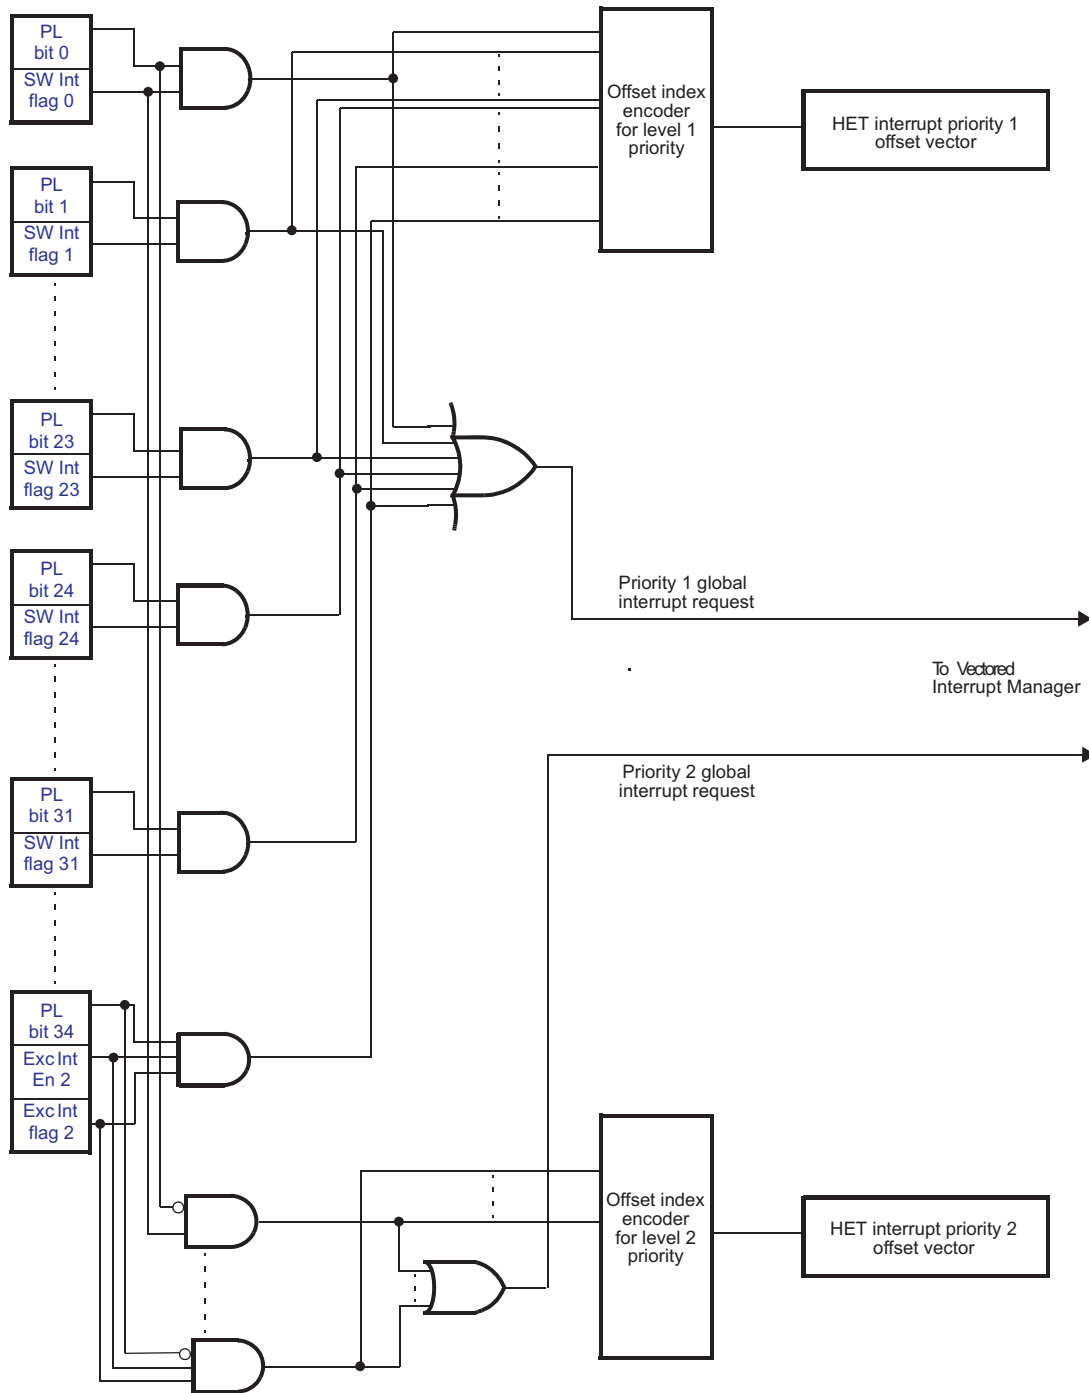 PL
bit 0
SW Int
flag 0
Offset index
encoder
for level 1
priority
HET interrupt priority 1
offset vector
PL
bit 1
SW Int
flag 1
PL
bit 23
SW Int
flag 23
PL
bit 24
SW Int
flag 24
Priority 1 global
interrupt request
To Vectored
Interrupt Manager
Priority 2 global
interrupt request
PL
bit 31
SW Int
flag 31
PL
bit 34
Exc Int
En 2
Exc Int
flag 2
Offset index
encoder
for level 2
priority
HET interrupt priority 2
offset vector